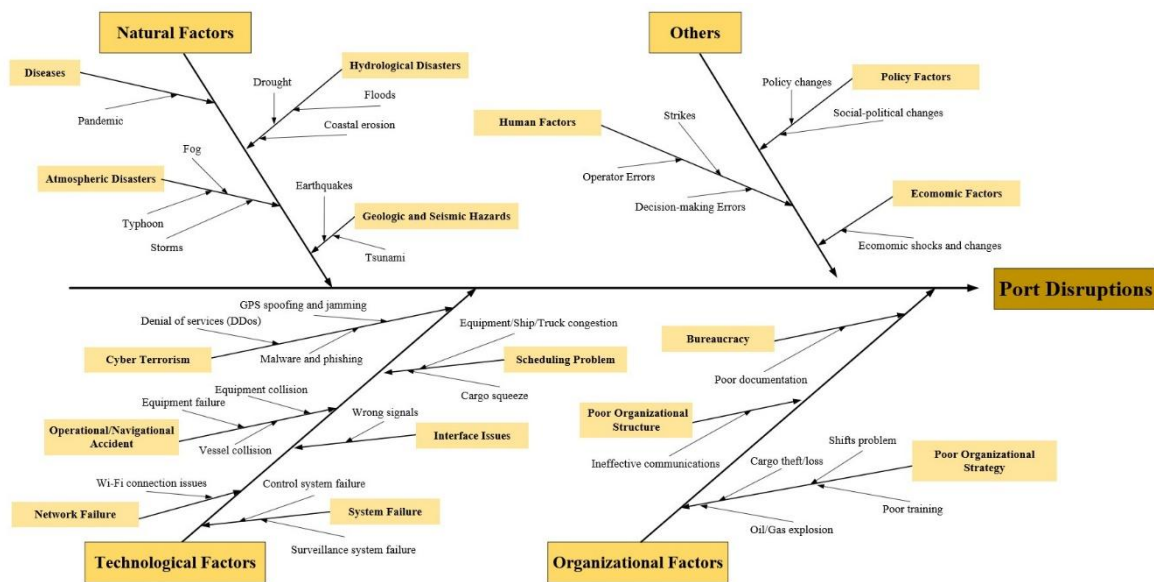 Natural Factors
Others
Diseases
Pandemic
Hydrological Disasters
Drought
Floods
Coastal erosion
Atmospheric Disasters
Fog
Typhoon
Storms
Earthquakes
Geologic and Seismic Hazards
Tsunami
Human Factors
Strikes
Operator Errors
Decision-making Errors
Policy changes
Policy Factors
Social-political changes
Economic Factors
Ecomomic shocks and changes
Port Disruptions
GPS spoofing and jamming
Denial of services (DDos)
Cyber Terrorism
Malware and phishing
Equipment/Ship/Truck congestion
Scheduling Problem
Cargo squeeze
Equipment collision
Equipment failure
Operational/Navigational
Accident
Vessel collision
Wrong signals
Interface Issues
Wi-Fi connection issues
Network Failure
Control system failure
System Failure
Surveillance system failure
Technological Factors
Bureaucracy
Poor documentation
Poor Organizational
Structure
Ineffective communications
Shifts problem
Cargo theft/loss
Poor Organizational
Strategy
Poor training
Oil/Gas explosion
Organizational Factors